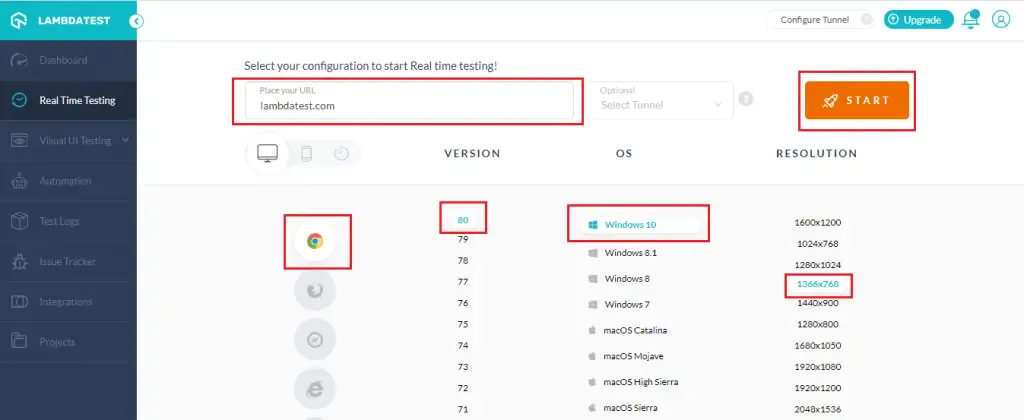 LAMBDATEST
Configure Tunnel ?
Upgrade
Dashboard
Real Time Testing
Visual UI Testing
Automation
Test Logs
Issue Tracker
Integrations
Projects
Select your configuration to start Real time testing!
Place your URL
lambdatest.com
Optional
Select Tunnel
?
START
VERSION OS RESOLUTION
80 Windows 10 1600x1200
79 Windows 8.1 1024x768
78 Windows 8 1280x1024
77 Windows 7 1366x768
76 macOS Catalina 1440x900
75 macOS Mojave 1280x800
74 macOS High Sierra 1680x1050
73 macOS Sierra 1920x1080
72 1920x1200
71 2048x1536